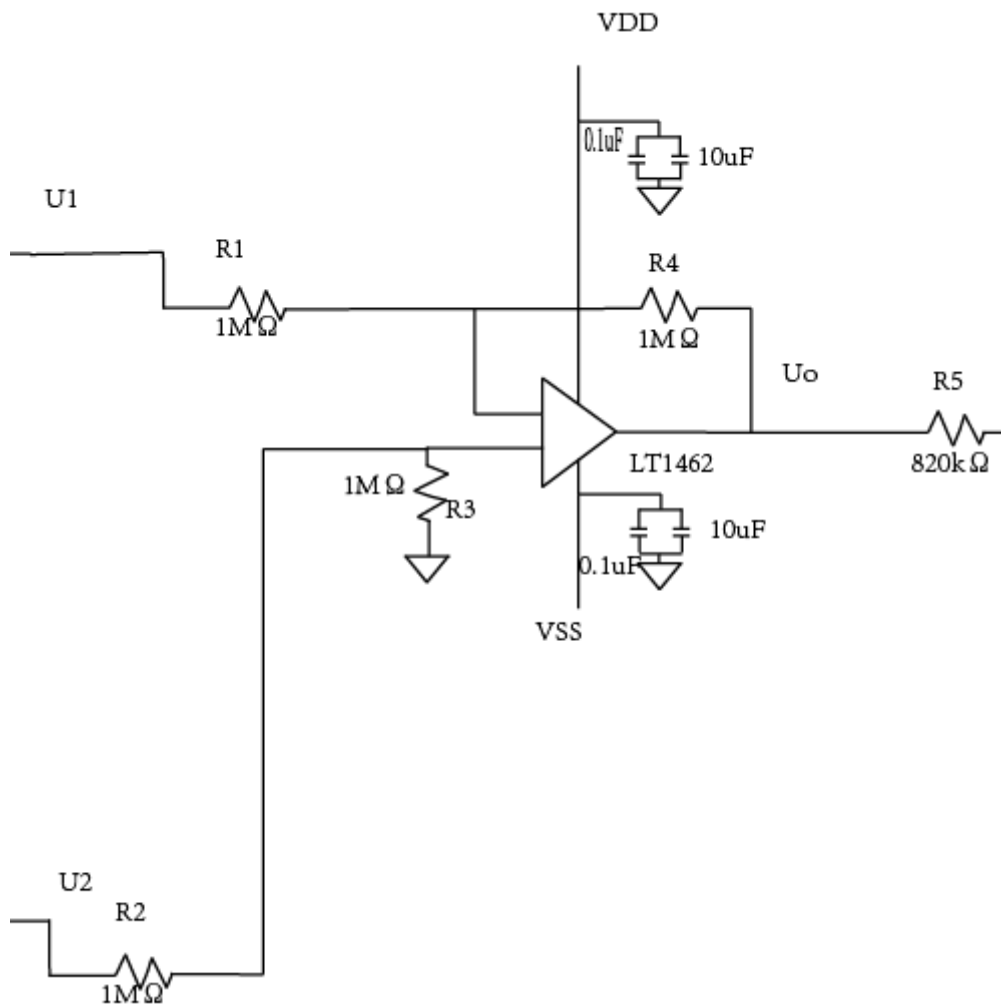 VDD
0.1uF
10uF
U1
R1
1MΩ
R4
1MΩ
Uo
R5
820kΩ
LT1462
1MΩ
R3
10uF
0.1uF
VSS
U2
R2
1MΩ